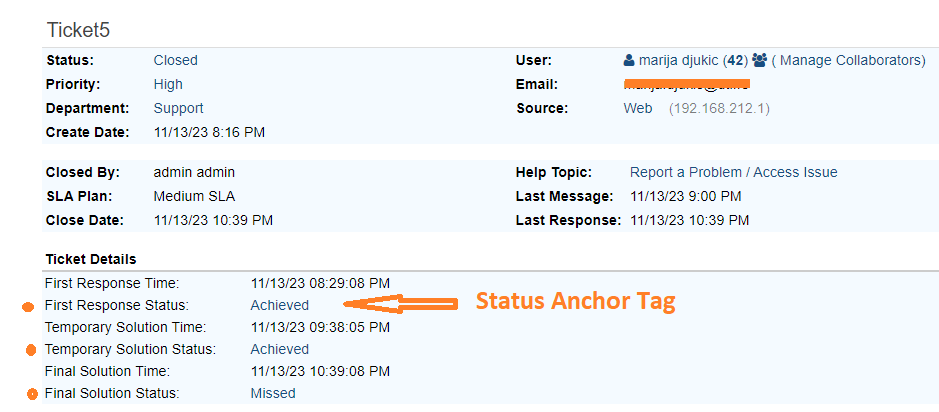 Ticket5
Status: Closed User: marija djukic (42) ( Manage Collaborators)
Priority: High Email:
Department: Support Source: Web (192.168.212.1)
Create Date: 11/13/23 8:16 PM
Closed By: admin admin Help Topic: Report a Problem / Access Issue
SLA Plan: Medium SLA Last Message: 11/13/23 9:00 PM
Close Date: 11/13/23 10:39 PM Last Response: 11/13/23 10:39 PM
Ticket Details
First Response Time: 11/13/23 08:29:08 PM
First Response Status: Achieved Status Anchor Tag
Temporary Solution Time: 11/13/23 09:38:05 PM
Temporary Solution Status: Achieved
Final Solution Time: 11/13/23 10:39:08 PM
Final Solution Status: Missed